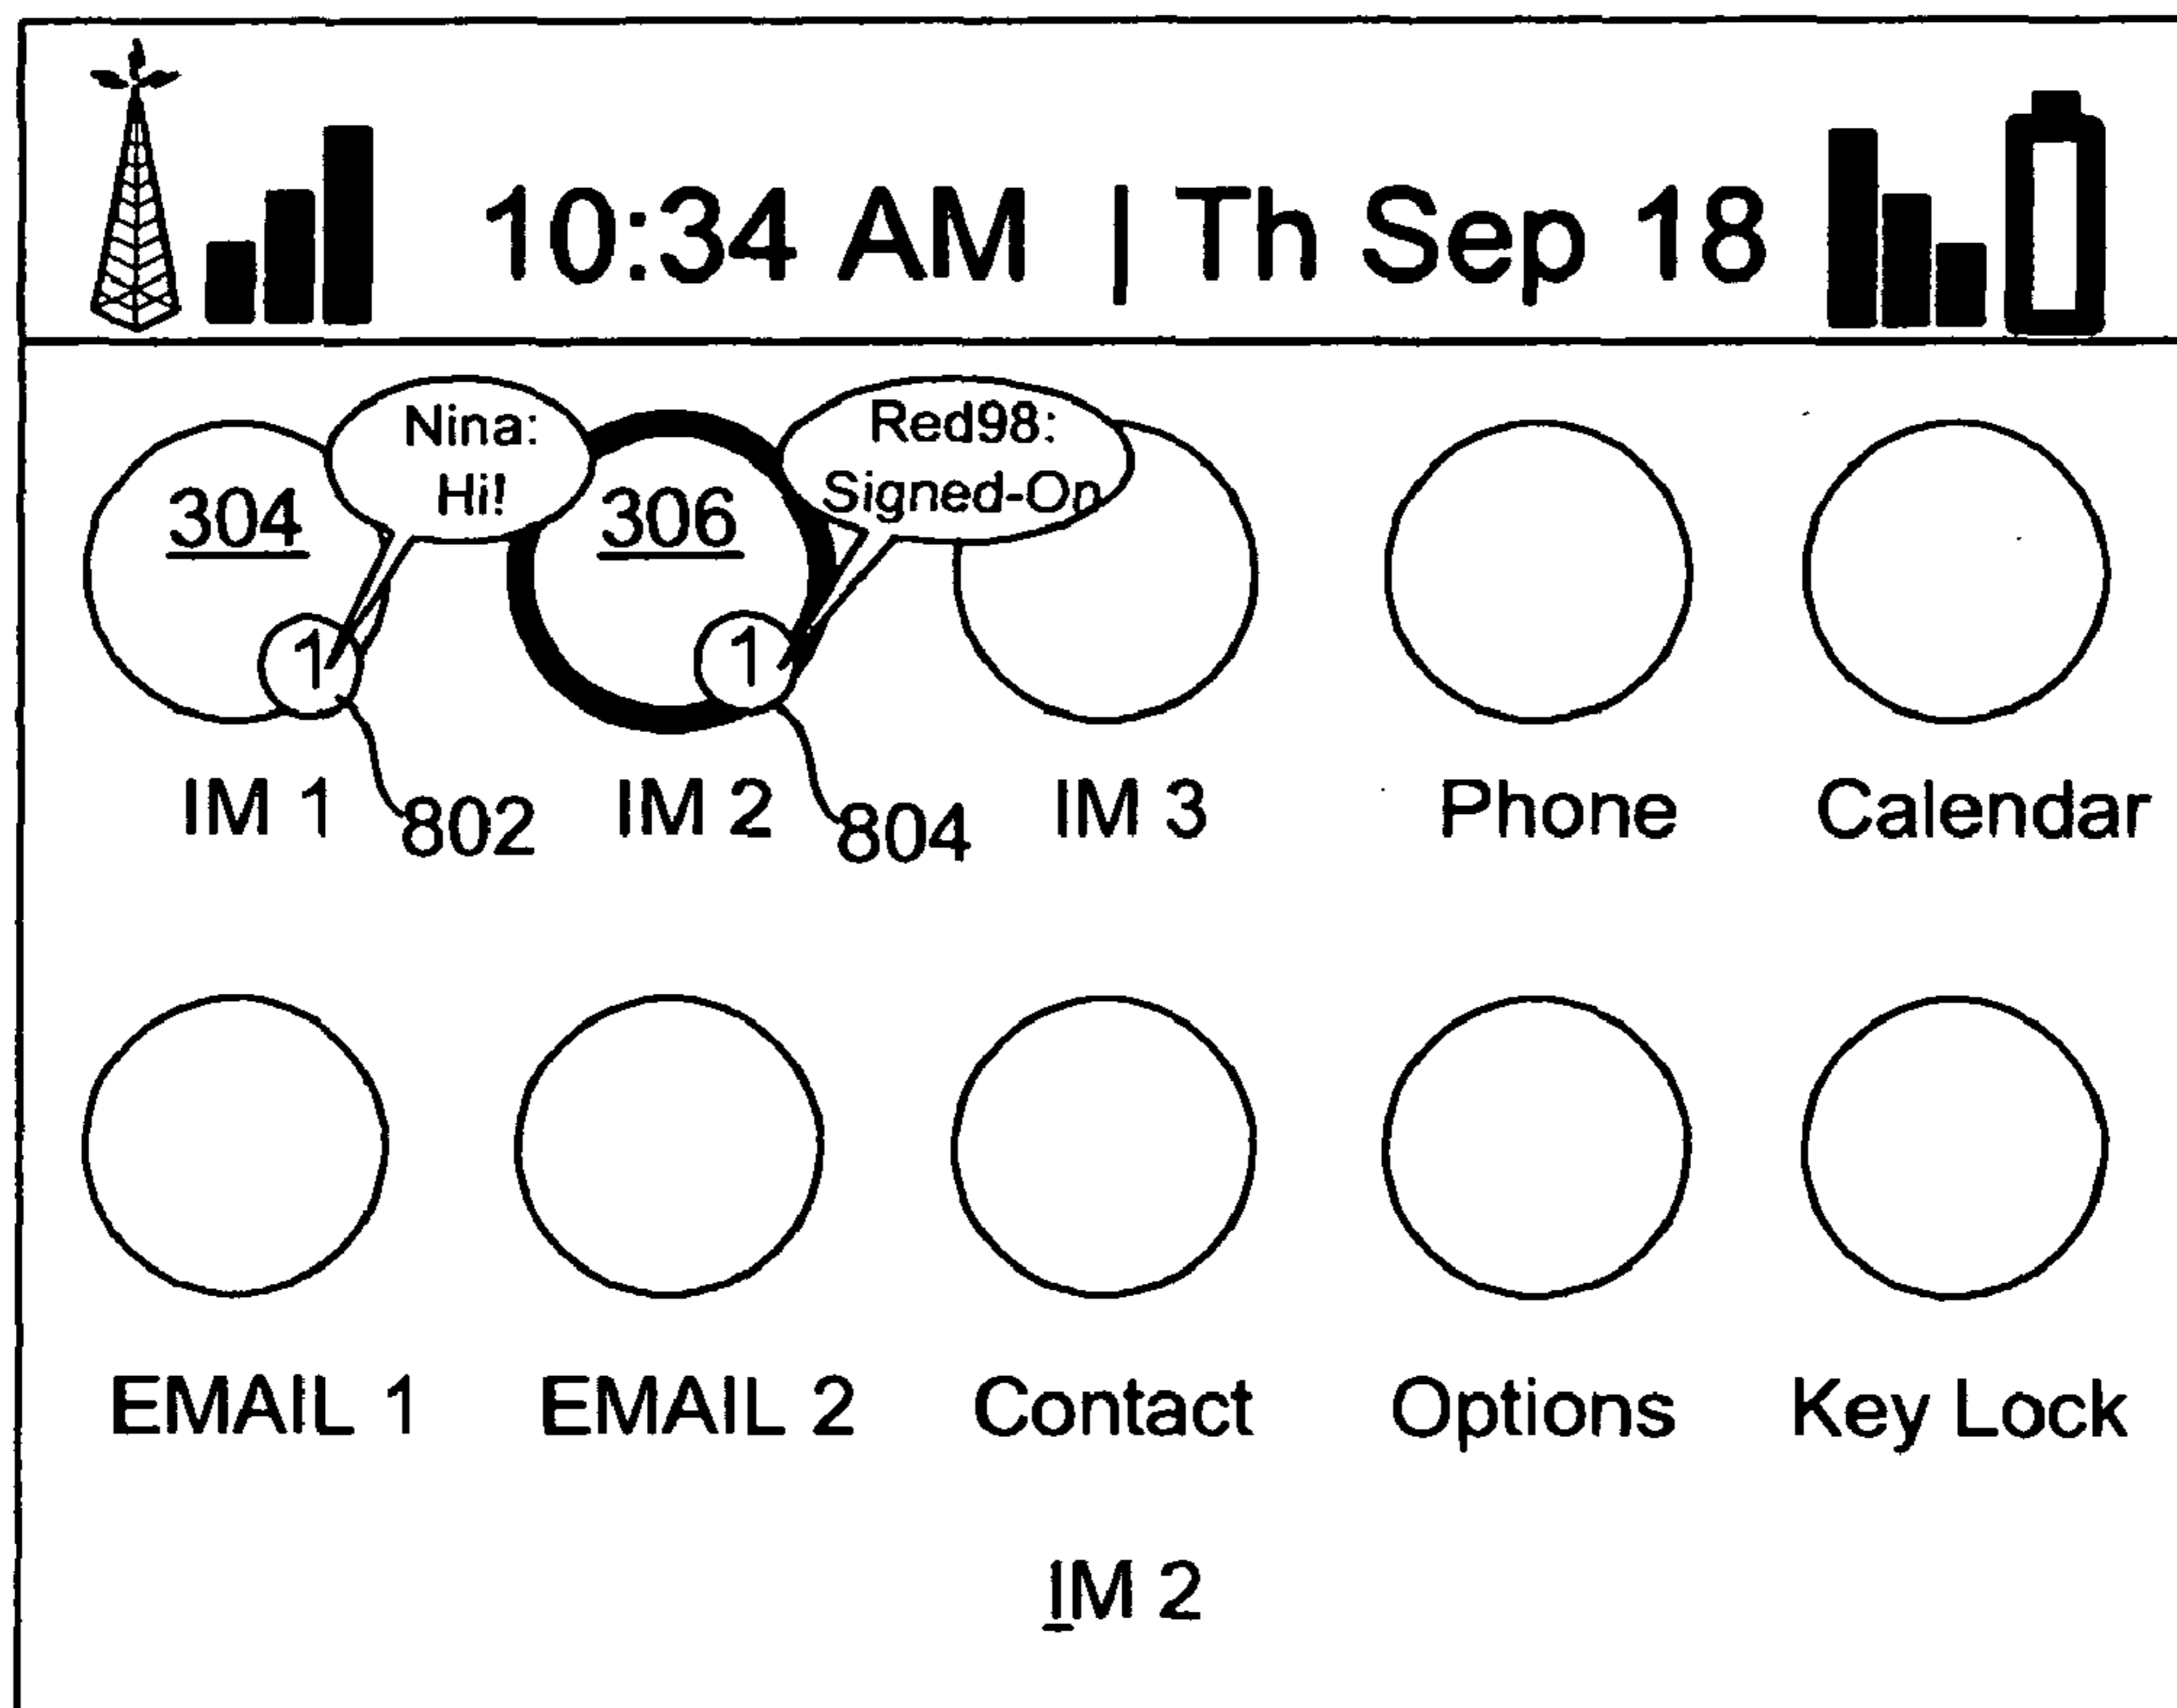 10:34 AM | Th Sep 18
Nina:
Hi!
Red98:
Signed-On
304
306
1
1
802
804
IM 1
IM 2
IM 3
Phone
Calendar
EMAIL 1
EMAIL 2
Contact
Options
Key Lock
IM 2